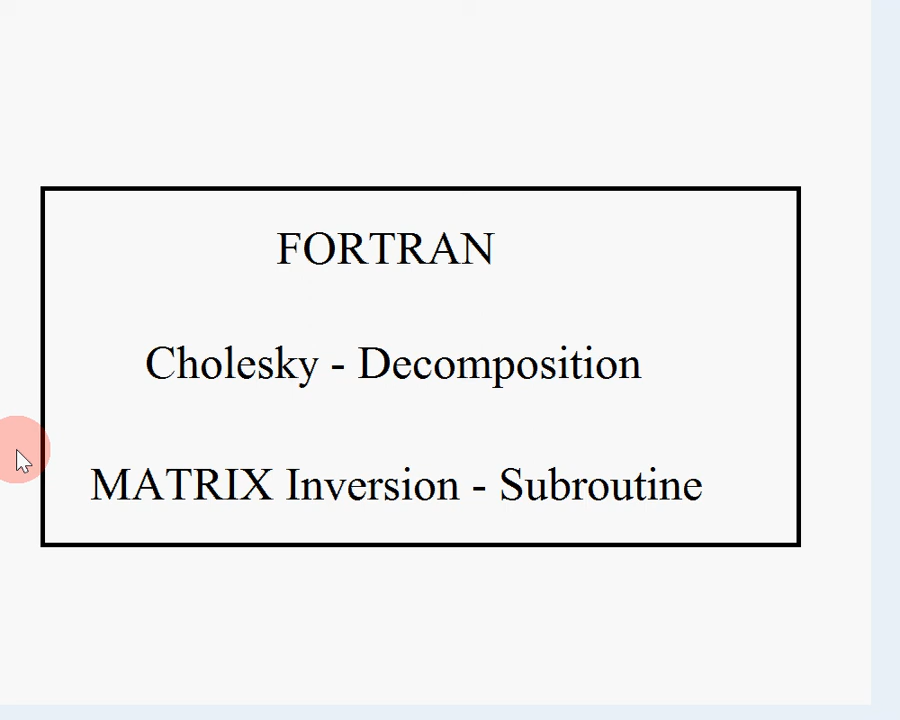 FORTRAN
Cholesky - Decomposition
MATRIX Inversion - Subroutine